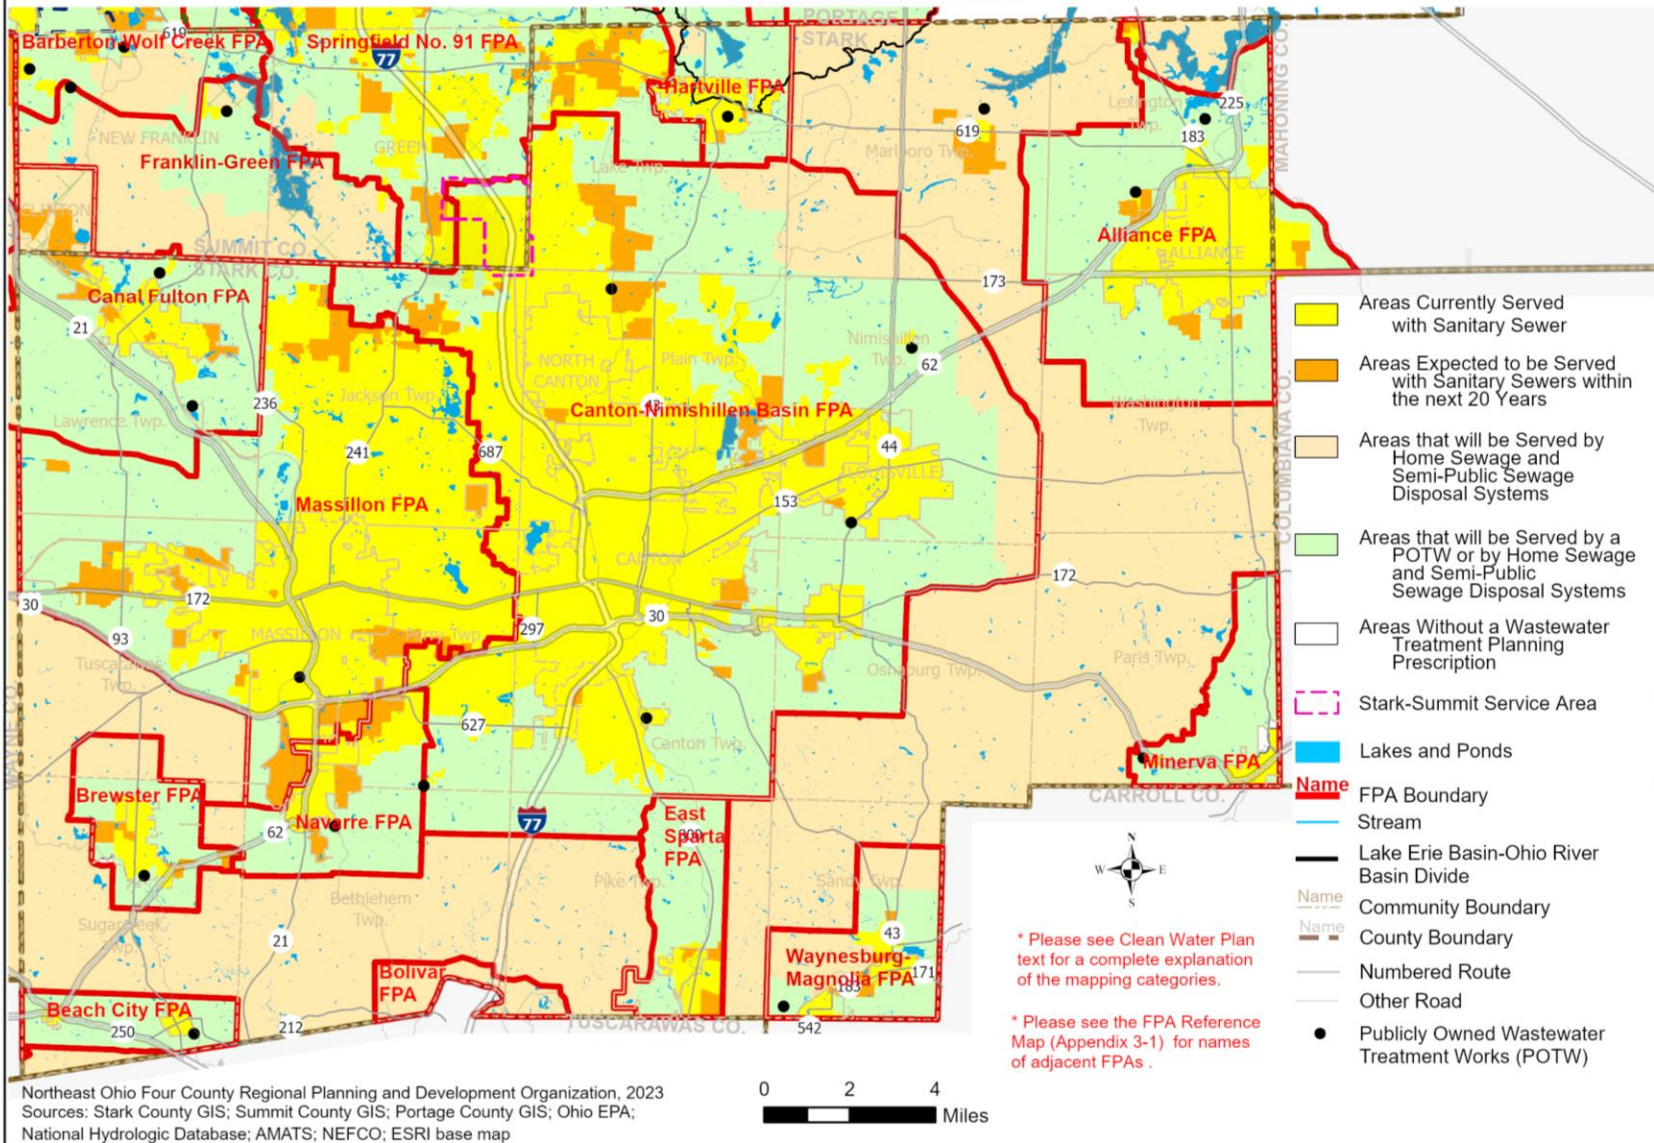 PORTAGE
STARK
619
Barberton-Wolf Creek FPA
Springfield No. 91 FPA
77
MAHONING CO.
Hartville FPA
Lexington
Twp.
225
619
183
NEW FRANKLIN
GREEN
Marlboro Twp.
Franklin-Green FPA
Lake Twp.
CLINTON
Alliance FPA
ALLIANCE
SUMMIT CO.
STARK CO.
173
Canal Fulton FPA
21
Nimishillen
Twp.
62
NORTH
CANTON
Plain Twp.
Jackson Twp.
236
43
Canton-Nimishillen Basin FPA
Washington
Twp.
Lawrence Twp.
COLUMBIANA CO.
241
687
44
LOUISVILLE
153
Massillon FPA
CANTON
172
30
172
93
MASSILLON
Perry Twp.
297
30
Tuscarawas
Twp.
Osnaburg Twp.
Paris Twp.
WAYNE CO.
627
Canton Twp.
Minerva FPA
CARROLL CO.
Brewster FPA
62
Navarre FPA
77
East
Sparta
FPA
800
Pike Twp.
Sandy Twp.
Bethlehem
Twp.
Sugarcreek
Twp.
21
43
Waynesburg-
Magnolia FPA
171
183
Bolivar
FPA
Beach City FPA
250
212
TUSCARAWAS CO.
542
Areas Currently Served
with Sanitary Sewer
Areas Expected to be Served
with Sanitary Sewers within
the next 20 Years
Areas that will be Served by
Home Sewage and
Semi-Public Sewage
Disposal Systems
Areas that will be Served by a
POTW or by Home Sewage
and Semi-Public
Sewage Disposal Systems
Areas Without a Wastewater
Treatment Planning
Prescription
Stark-Summit Service Area
Lakes and Ponds
Name
FPA Boundary
Stream
Lake Erie Basin-Ohio River
Basin Divide
Name
Community Boundary
Name
County Boundary
Numbered Route
Other Road
Publicly Owned Wastewater
Treatment Works (POTW)
N
W E
S
* Please see Clean Water Plan
text for a complete explanation
of the mapping categories.
* Please see the FPA Reference
Map (Appendix 3-1) for names
of adjacent FPAs .
0 2 4
Miles
Northeast Ohio Four County Regional Planning and Development Organization, 2023
Sources: Stark County GIS; Summit County GIS; Portage County GIS; Ohio EPA;
National Hydrologic Database; AMATS; NEFCO; ESRI base map